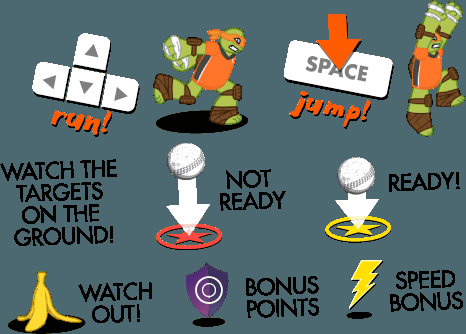 SPACE
run!
jump!
WATCH THE
TARGETS
ON THE
GROUND!
NOT
READY
READY!
WATCH
OUT!
BONUS
POINTS
SPEED
BONUS